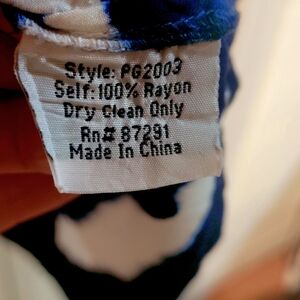 Style: PG2003
Self: 100% Rayon
Dry Clean Only
Rn# 87291
Made In China